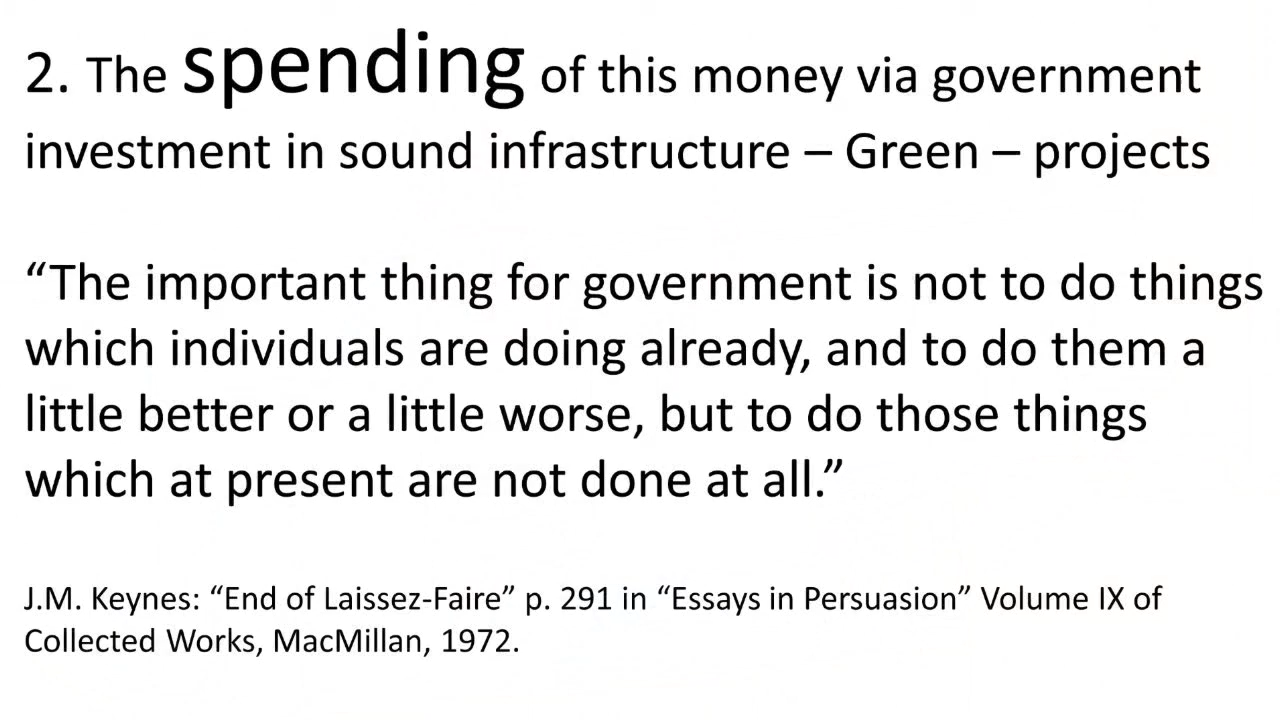 2. The spending of this money via government
investment in sound infrastructure – Green – projects
“The important thing for government is not to do things
which individuals are doing already, and to do them a
little better or a little worse, but to do those things
which at present are not done at all.”
J.M. Keynes: “End of Laissez-Faire” p. 291 in “Essays in Persuasion” Volume IX of
Collected Works, MacMillan, 1972.